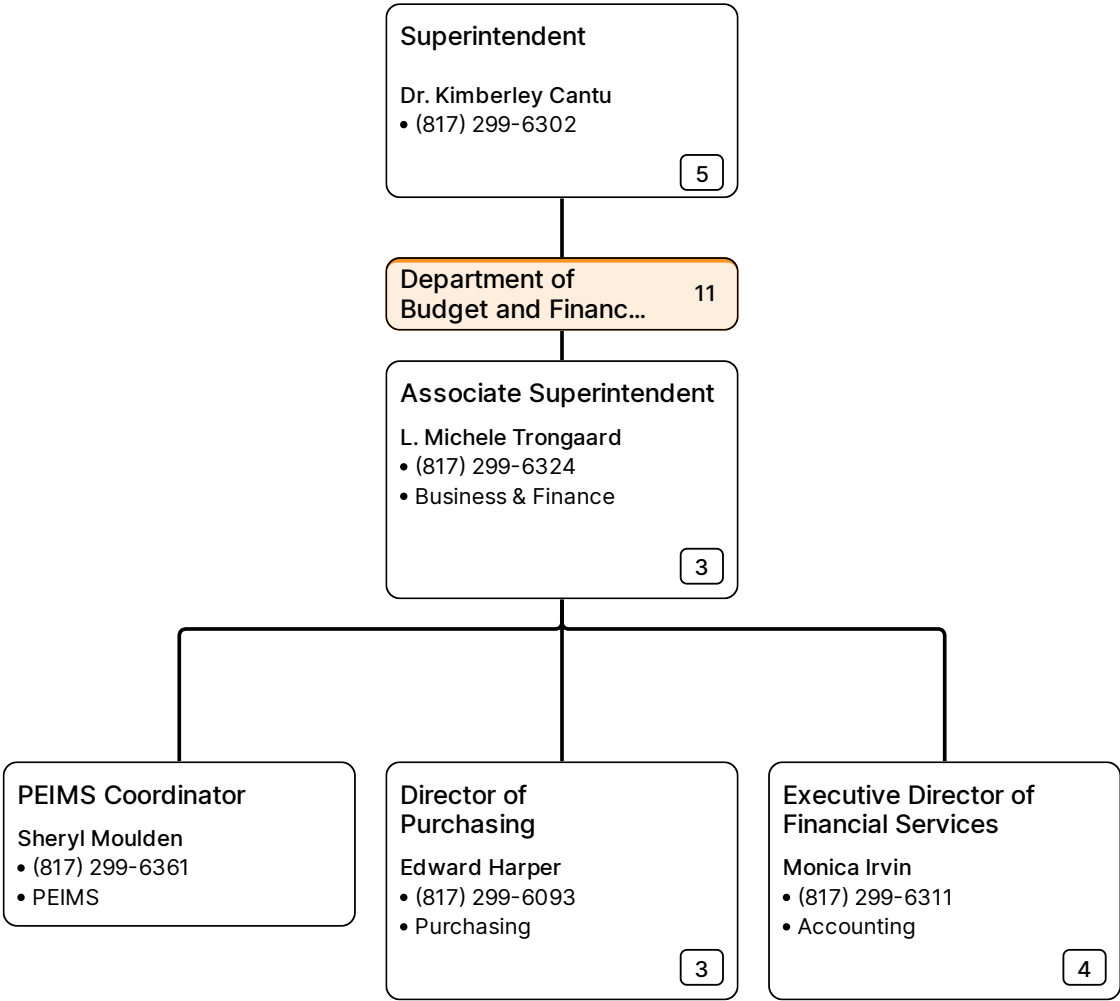 Superintendent
Dr. Kimberley Cantu
• (817) 299-6302
5
Department of
Budget and Financ...
11
Associate Superintendent
L. Michele Trongaard
• (817) 299-6324
• Business & Finance
3
PEIMS Coordinator
Sheryl Moulden
• (817) 299-6361
• PEIMS
Director of
Purchasing
Edward Harper
• (817) 299-6093
• Purchasing
3
Executive Director of
Financial Services
Monica Irvin
• (817) 299-6311
• Accounting
4